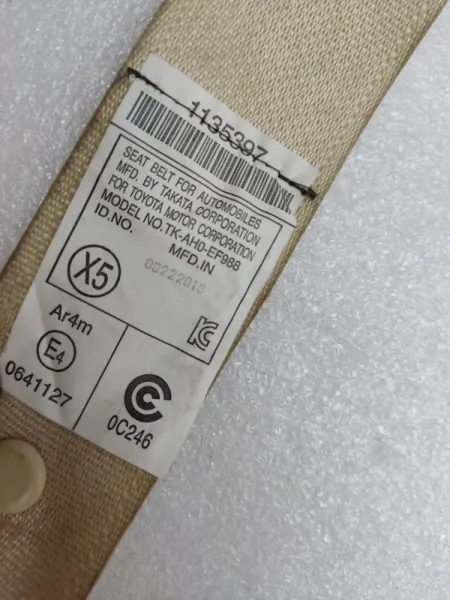 1135397
SEAT BELT FOR AUTOMOBILES
MFD. BY TAKATA CORPORATION
FOR TOYOTA MOTOR CORPORATION
MODEL NO.TK-AH0-EF988
ID.NO. MFD.IN
X5
Ar4m
E4
0641127
0C246